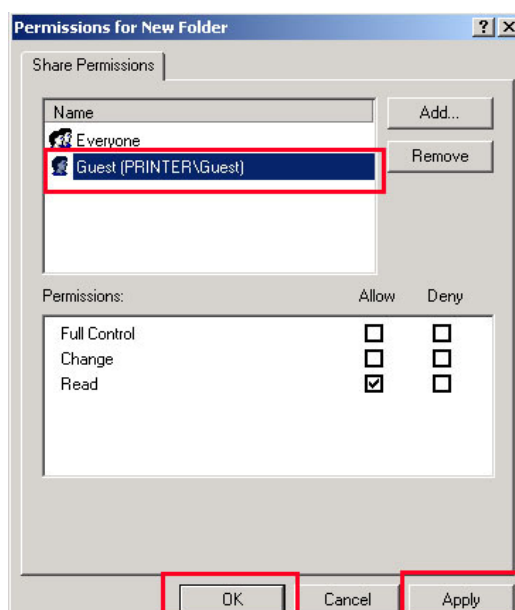 Permissions for New Folder
Share Permissions
Name
Add...
Everyone
Guest (PRINTER\Guest)
Remove
Permissions:
Allow Deny
Full Control
Change
Read
OK Cancel Apply